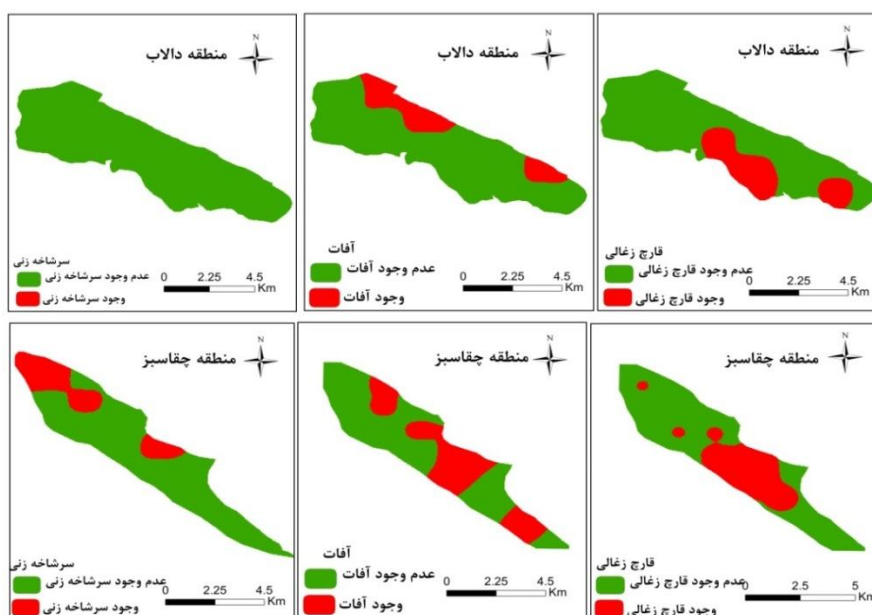 N
منطقه دالاب
سرشاخه زنی
عدم وجود سرشاخه زنی
وجود سرشاخه زنی
0 2.25 4.5
Km
N
منطقه دالاب
آفات
عدم وجود آفات
وجود آفات
0 2.25 4.5
Km
N
منطقه دالاب
قارچ زغالی
عدم وجود قارچ زغالی
وجود قارچ زغالی
0 2.25 4.5
Km
N
منطقه چقاسبز
سرشاخه زنی
عدم وجود سرشاخه زنی
وجود سرشاخه زنی
0 2.25 4.5
Km
N
منطقه چقاسبز
آفات
عدم وجود آفات
وجود آفات
0 2.25 4.5
Km
N
منطقه چقاسبز
قارچ زغالی
عدم وجود قارچ زغالی
وجود قارچ زغالی
0 2.5 5
Km